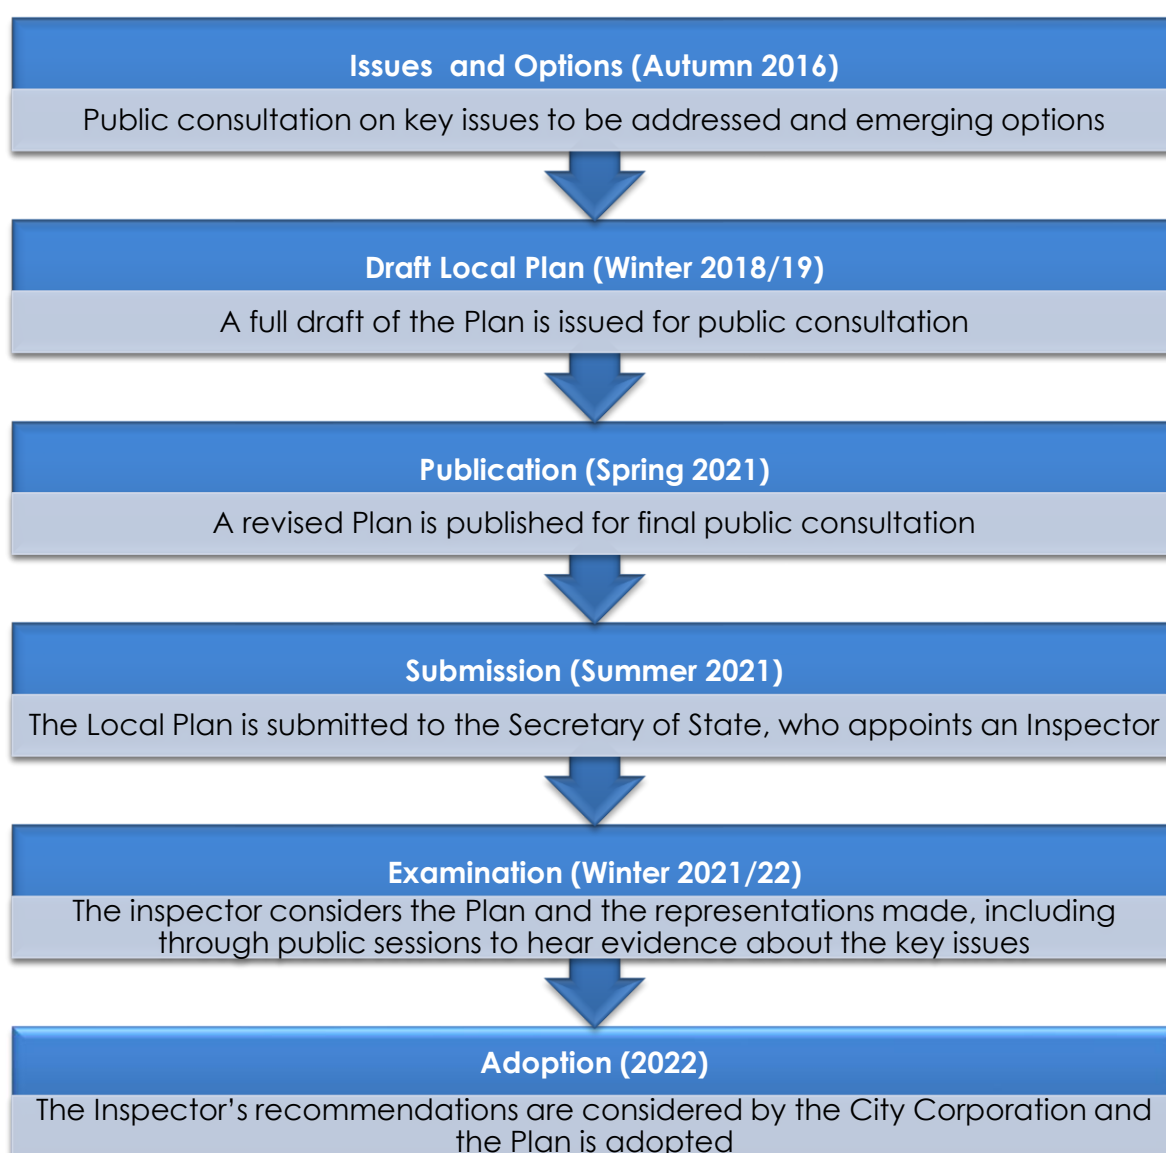 Issues  and Options (Autumn 2016)
Public consultation on key issues to be addressed and emerging options
Draft Local Plan (Winter 2018/19)
A full draft of the Plan is issued for public consultation
Publication (Spring 2021)
A revised Plan is published for final public consultation
Submission (Summer 2021)
The Local Plan is submitted to the Secretary of State, who appoints an Inspector
Examination (Winter 2021/22)
The inspector considers the Plan and the representations made, including
through public sessions to hear evidence about the key issues
Adoption (2022)
The Inspector’s recommendations are considered by the City Corporation and
the Plan is adopted